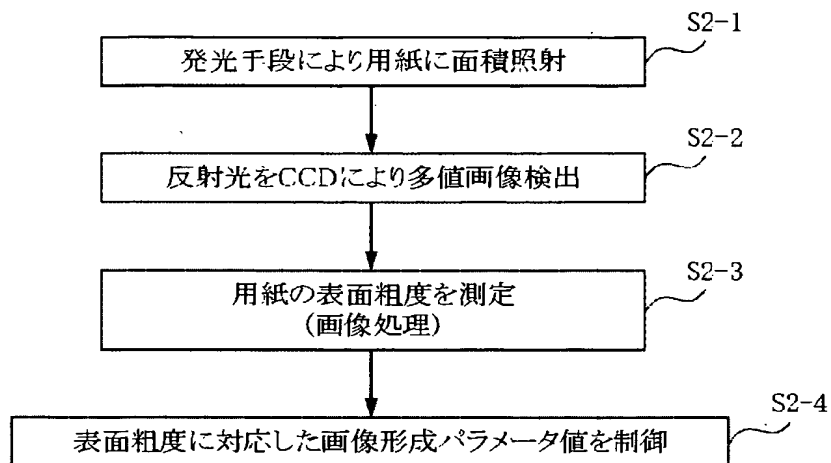 S2-1
発光手段により用紙に面積照射
S2-2
反射光をCCDにより多値画像検出
S2-3
用紙の表面粗度を測定
(画像処理)
S2-4
表面粗度に対応した画像形成パラメータ値を制御